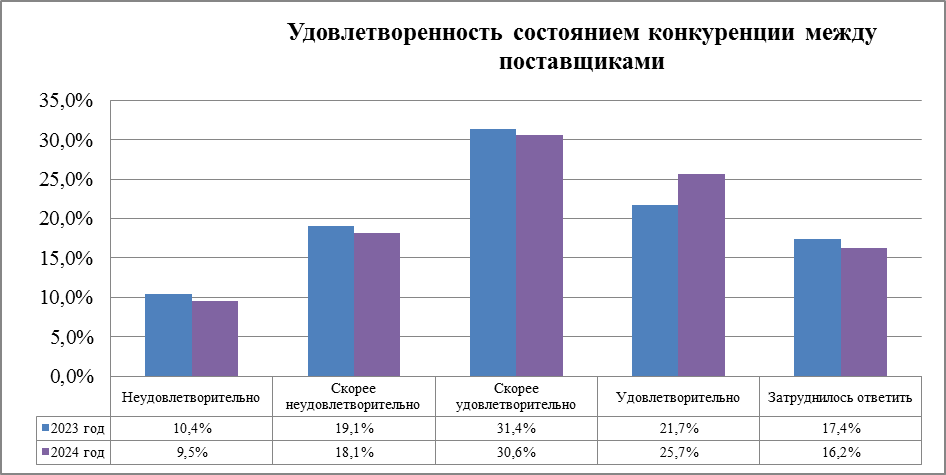 Удовлетворенность состоянием конкуренции между
поставщиками
35,0%
30,0%
25,0%
20,0%
15,0%
10,0%
5,0%
0,0%
Неудовлетворительно
Скорее
неудовлетворительно
Скорее
удовлетворительно
Удовлетворительно
Затруднилось ответить
2023 год 10,4% 19,1% 31,4% 21,7% 17,4%
2024 год 9,5% 18,1% 30,6% 25,7% 16,2%